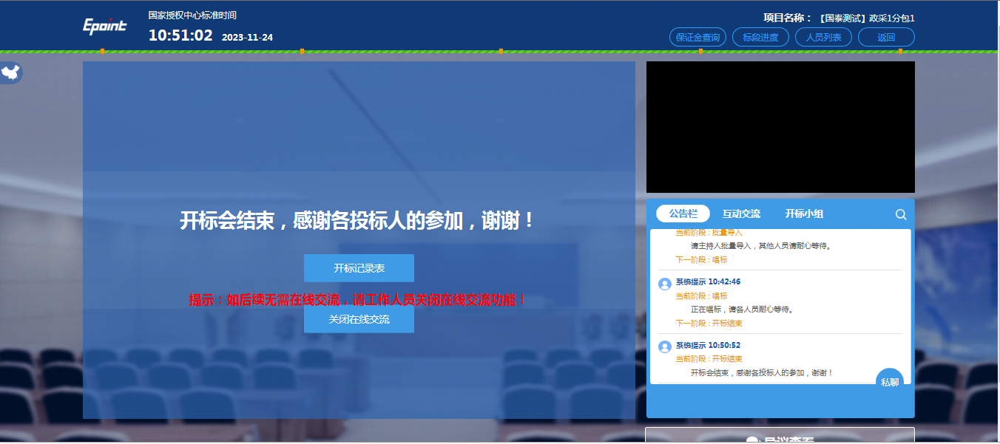 Epoint
国家授权中心标准时间
10:51:02 2023-11-24
项目名称： 【国泰测试】政采1分包1
保证金查询 标段进度 人员列表 返回
开标会结束，感谢各投标人的参加，谢谢！
开标记录表
提示：如后续无需在线交流，请工作人员关闭在线交流功能！
关闭在线交流
公告栏 互动交流 开标小组
当前阶段：批量导入
请主持人批量导入，其他人员请耐心等待。
下一阶段：唱标
系统提示 10:42:46
当前阶段：唱标
正在唱标，请各人员耐心等待。
下一阶段：开标结束
系统提示 10:50:52
当前阶段：开标结束
开标会结束，感谢各投标人的参加，谢谢！
私聊
异议查看